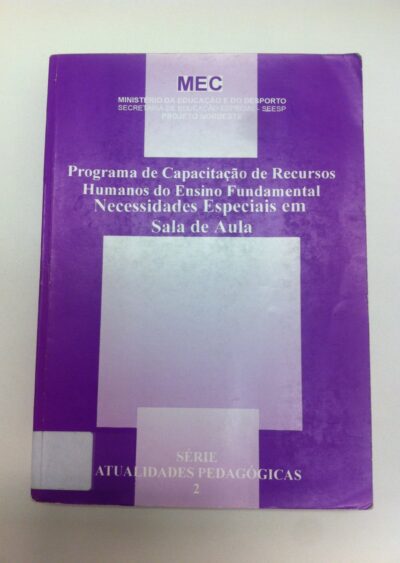 MEC
MINISTÉRIO DA EDUCAÇÃO E DO DESPORTO
SECRETARIA DE EDUCAÇÃO ESPECIAL - SEESP
PROJETO NORDESTE
Programa de Capacitação de Recursos
Humanos do Ensino Fundamental
Necessidades Especiais em
Sala de Aula
SÉRIE
ATUALIDADES PEDAGÓGICAS
2